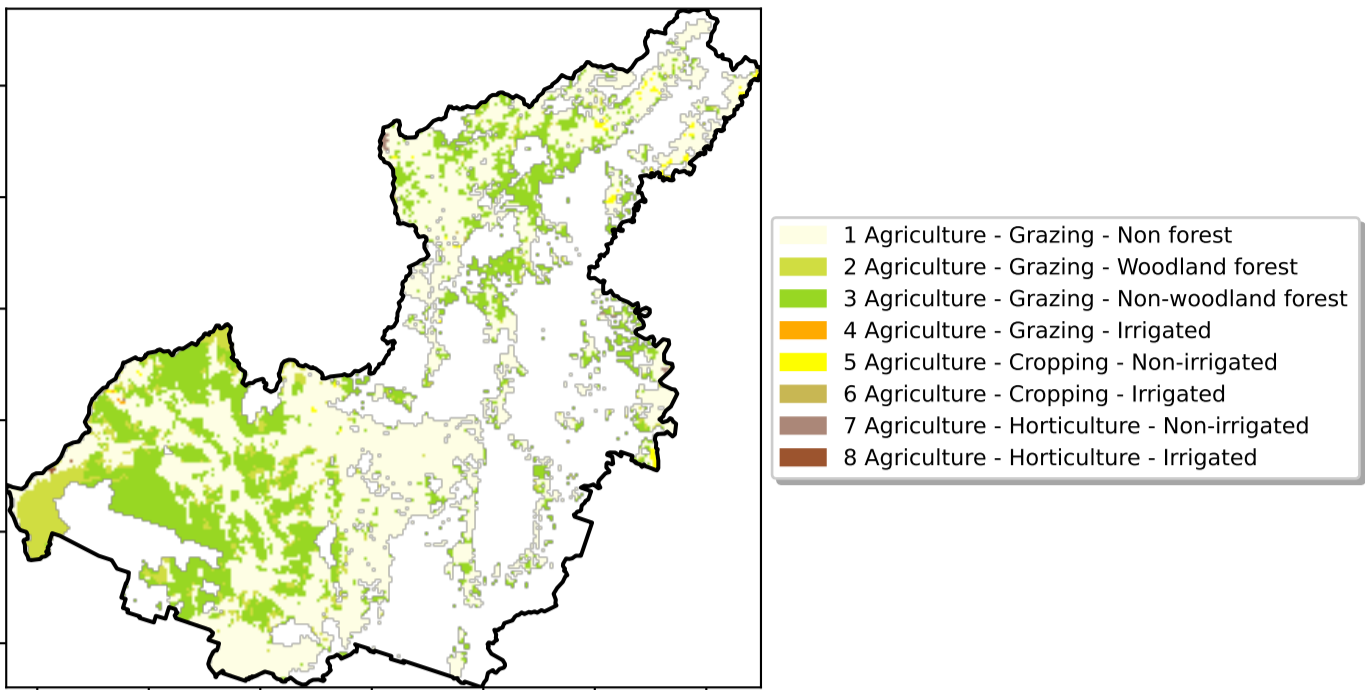 1 Agriculture - Grazing - Non forest
2 Agriculture - Grazing - Woodland forest
3 Agriculture - Grazing - Non-woodland forest
4 Agriculture - Grazing - Irrigated
5 Agriculture - Cropping - Non-irrigated
6 Agriculture - Cropping - Irrigated
7 Agriculture - Horticulture - Non-irrigated
8 Agriculture - Horticulture - Irrigated